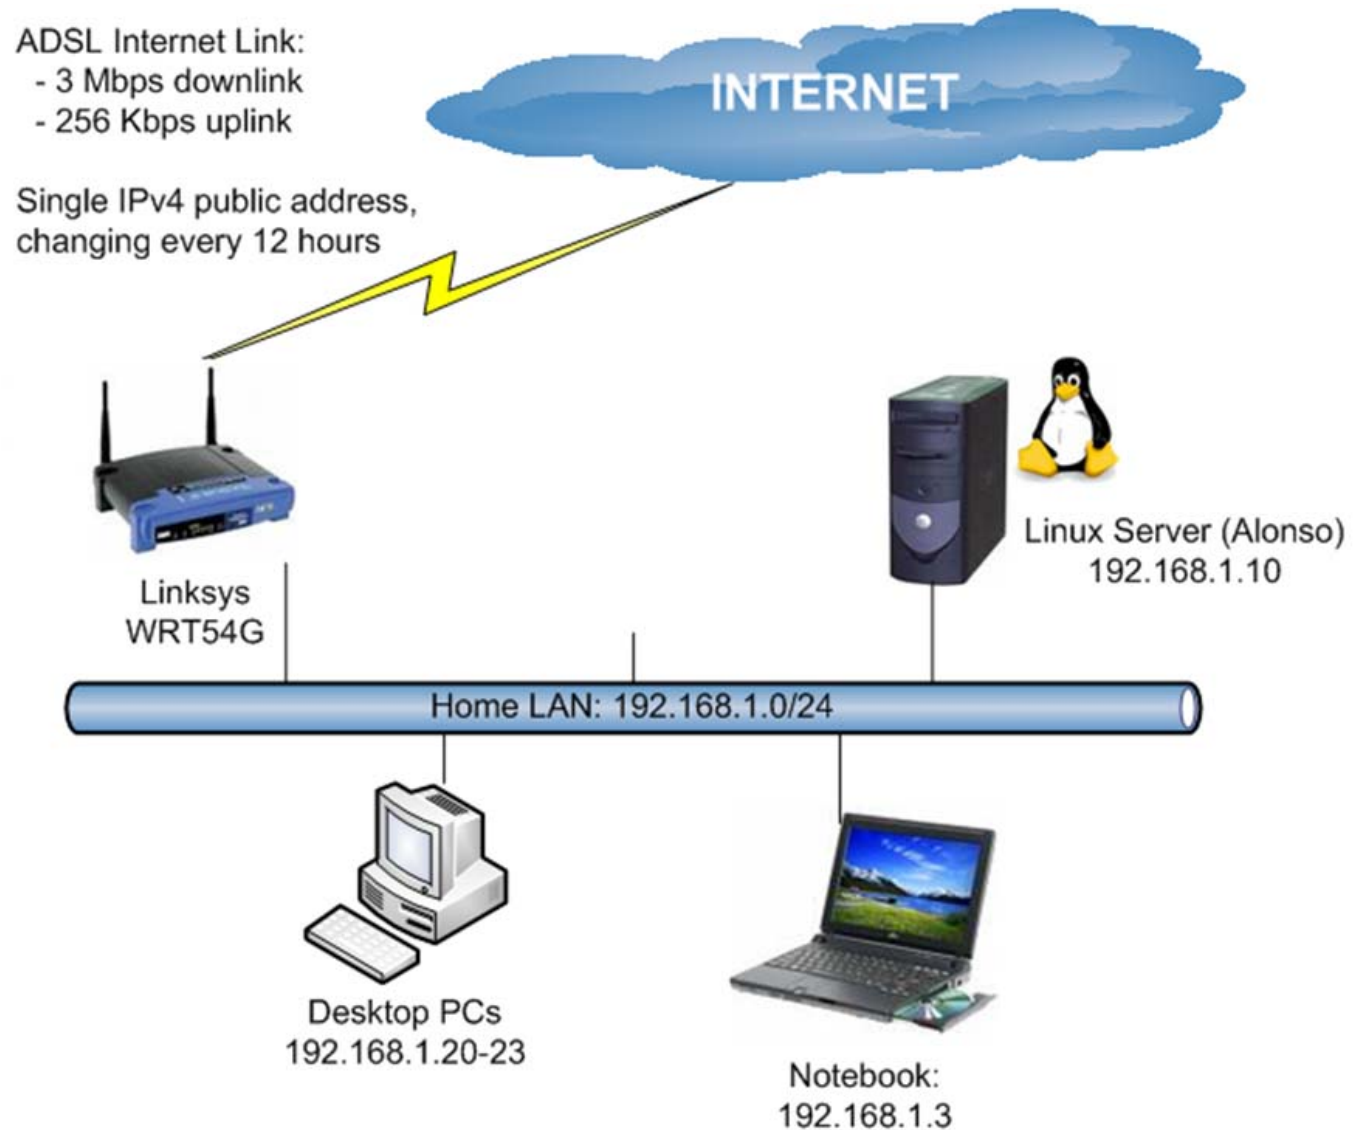 ADSL Internet Link:
- 3 Mbps downlink
- 256 Kbps uplink
INTERNET
Single IPv4 public address,
changing every 12 hours
Linksys
WRT54G
Linux Server (Alonso)
192.168.1.10
Home LAN: 192.168.1.0/24
Desktop PCs
192.168.1.20-23
Notebook:
192.168.1.3